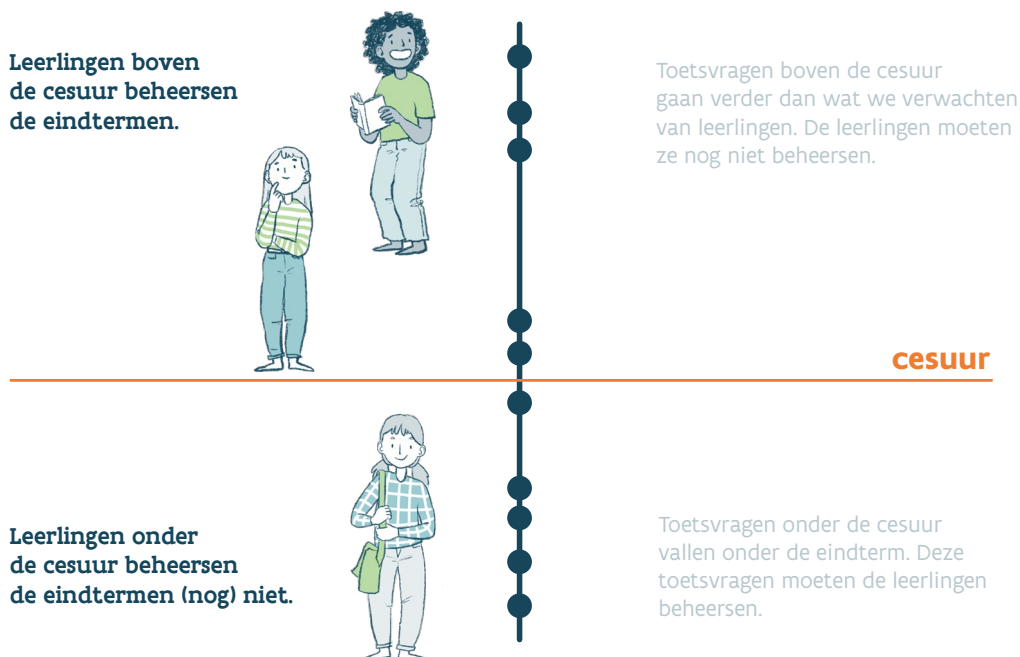 Leerlingen boven
de cesuur beheersen
de eindtermen.
Toetsvragen boven de cesuur
gaan verder dan wat we verwachten
van leerlingen. De leerlingen moeten
ze nog niet beheersen.
cesuur
Leerlingen onder
de cesuur beheersen
de eindtermen (nog) niet.
Toetsvragen onder de cesuur
vallen onder de eindterm. Deze
toetsvragen moeten de leerlingen
beheersen.